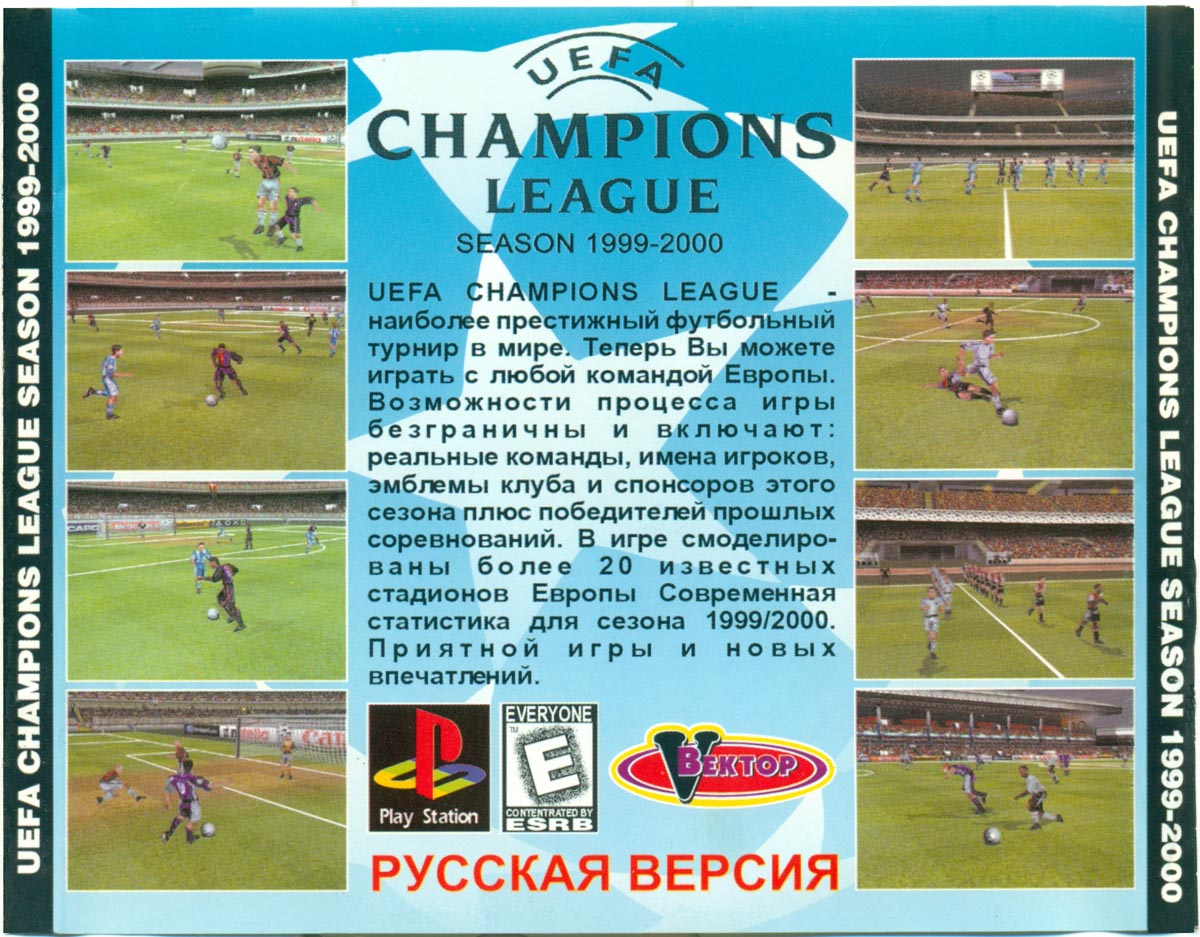 UEFA CHAMPIONS LEAGUE SEASON 1999-2000
UEFA
CHAMPIONS
LEAGUE
SEASON 1999-2000
UEFA CHAMPIONS LEAGUE -
наиболее престижный футбольный
турнир в мире. Теперь Вы можете
играть с любой командой Европы.
Возможности процесса игры
безграничны и включают:
реальные команды, имена игроков,
эмблемы клуба и спонсоров этого
сезона плюс победителей прошлых
соревнований. В игре смоделиро-
ваны более 20 известных
стадионов Европы Современная
статистика для сезона 1999/2000.
Приятной игры и новых
впечатлений.
Play Station
EVERYONE
TM
E
CONTENTRATED BY
ESRB
V
ВЕКТОР
РУССКАЯ ВЕРСИЯ
UEFA CHAMPIONS LEAGUE SEASON 1999-2000